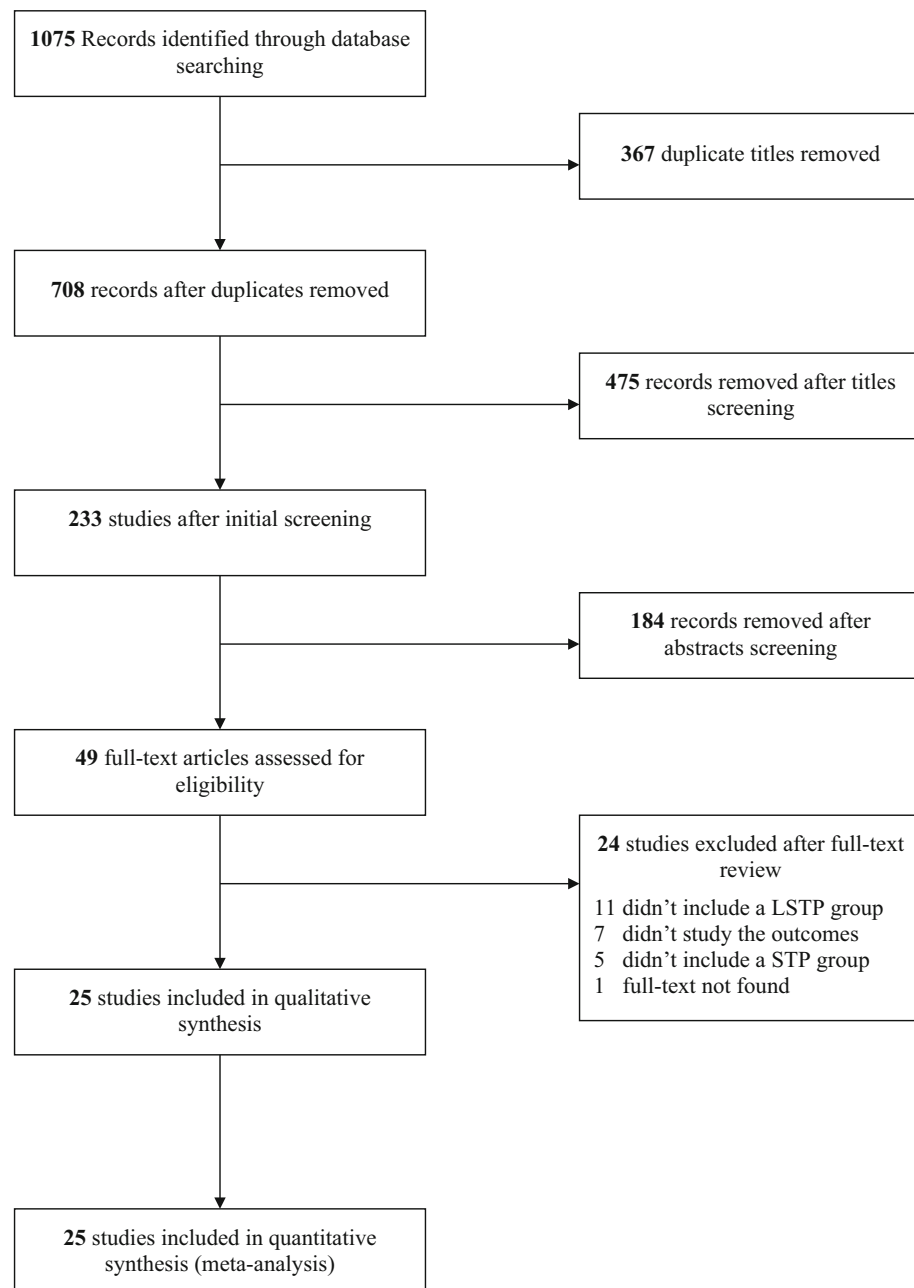 1075 Records identified through database
searching
367 duplicate titles removed
708 records after duplicates removed
475 records removed after titles
screening
233 studies after initial screening
184 records removed after
abstracts screening
49 full-text articles assessed for
eligibility
24 studies excluded after full-text
review
11 didn’t include a LSTP group
7 didn’t study the outcomes
5 didn’t include a STP group
1 full-text not found
25 studies included in qualitative
synthesis
25 studies included in quantitative
synthesis (meta-analysis)